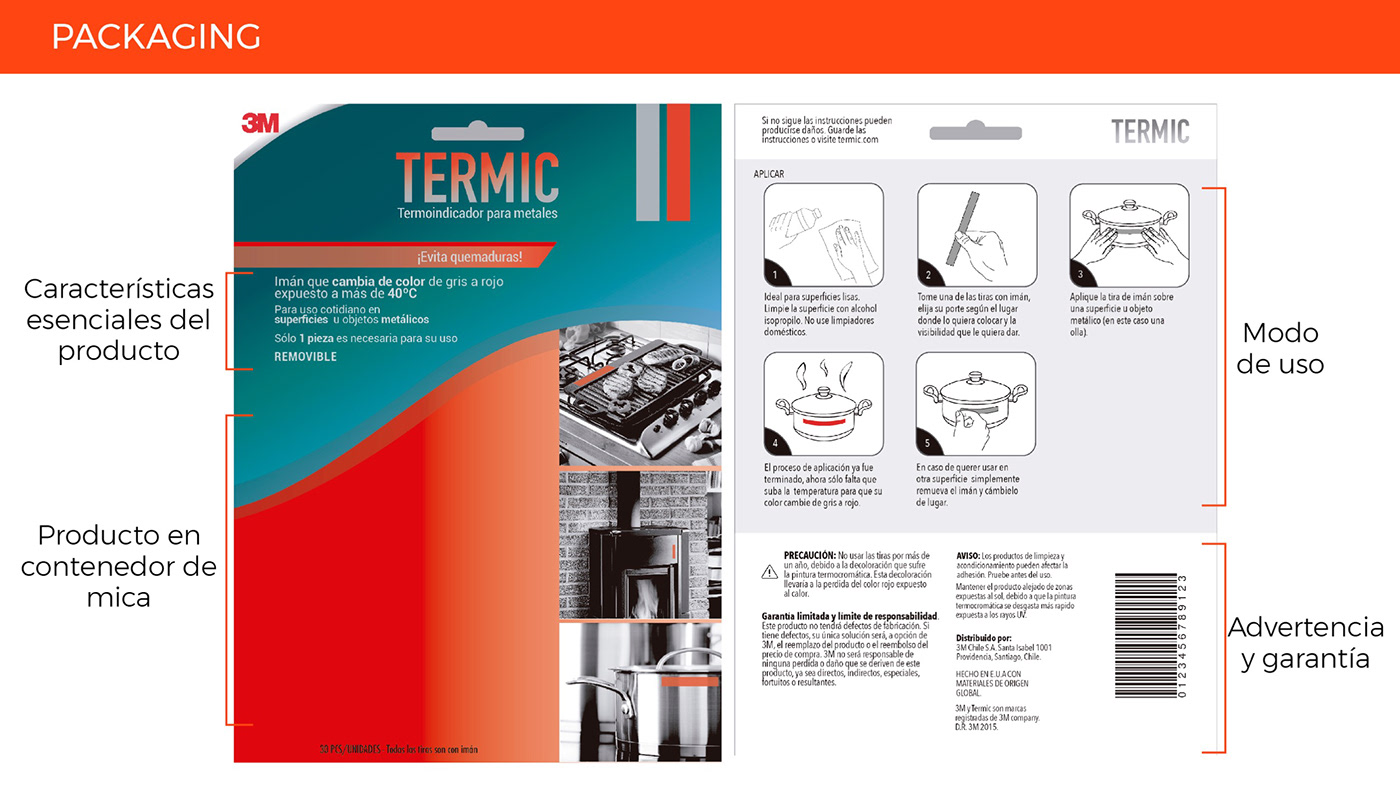 PACKAGING
3M
TERMIC
Termoindicador para metales
¡Evita quemaduras!
Imán que cambia de color de gris a rojo
expuesto a más de 40ºC
Para uso cotidiano en
superficies u objetos metálicos
Sólo 1 pieza es necesaria para su uso
REMOVIBLE
30 PCS/UNIDADES - Todas las tiras son con imán
Características
esenciales del
producto
Producto en
contenedor de
mica
Si no sigue las instrucciones pueden
producirse daños. Guarde las
instrucciones o visite termic.com
TERMIC
APLICAR
1
Ideal para superficies lisas.
Limpie la superficie con alcohol
isopropilo. No use limpiadores
domésticos.
2
Tome una de las tiras con imán,
elija su porte según el lugar
donde lo quiera colocar y la
visibilidad que le quiera dar.
3
Aplique la tira de imán sobre
una superficie u objeto
metálico (en este caso una
olla).
4
El proceso de aplicación ya fue
terminado, ahora sólo falta que
suba la temperatura para que su
color cambie de gris a rojo.
5
En caso de querer usar en
otra superficie simplemente
remueva el imán y cámbielo
de lugar.
PRECAUCIÓN: No usar las tiras por más de
un año, debido a la decoloración que sufre
la pintura termocromática. Esta decoloración
llevaría a la perdida del color rojo expuesto
al calor.
Garantía limitada y límite de responsabilidad.
Este producto no tendrá defectos de fabricación. Si
tiene defectos, su única solución será, a opción de
3M, el reemplazo del producto o el reembolso del
precio de compra. 3M no será responsable de
ninguna perdida o daño que se deriven de este
producto, ya sea directos, indirectos, especiales,
fortuitos o resultantes.
AVISO: Los productos de limpieza y
acondicionamiento pueden afectar la
adhesión. Pruebe antes del uso.
Mantener el producto alejado de zonas
expuestas al sol, debido a que la pintura
termocromática se desgasta más rapido
expuesta a los rayos UV.
Distribuido por:
3M Chile S.A. Santa Isabel 1001
Providencia, Santiago, Chile.
HECHO EN E.U.A CON
MATERIALES DE ORIGEN
GLOBAL.
3M y Termic son marcas
registradas de 3M company.
D.R. 3M 2015.
0123456789123
Modo
de uso
Advertencia
y garantía